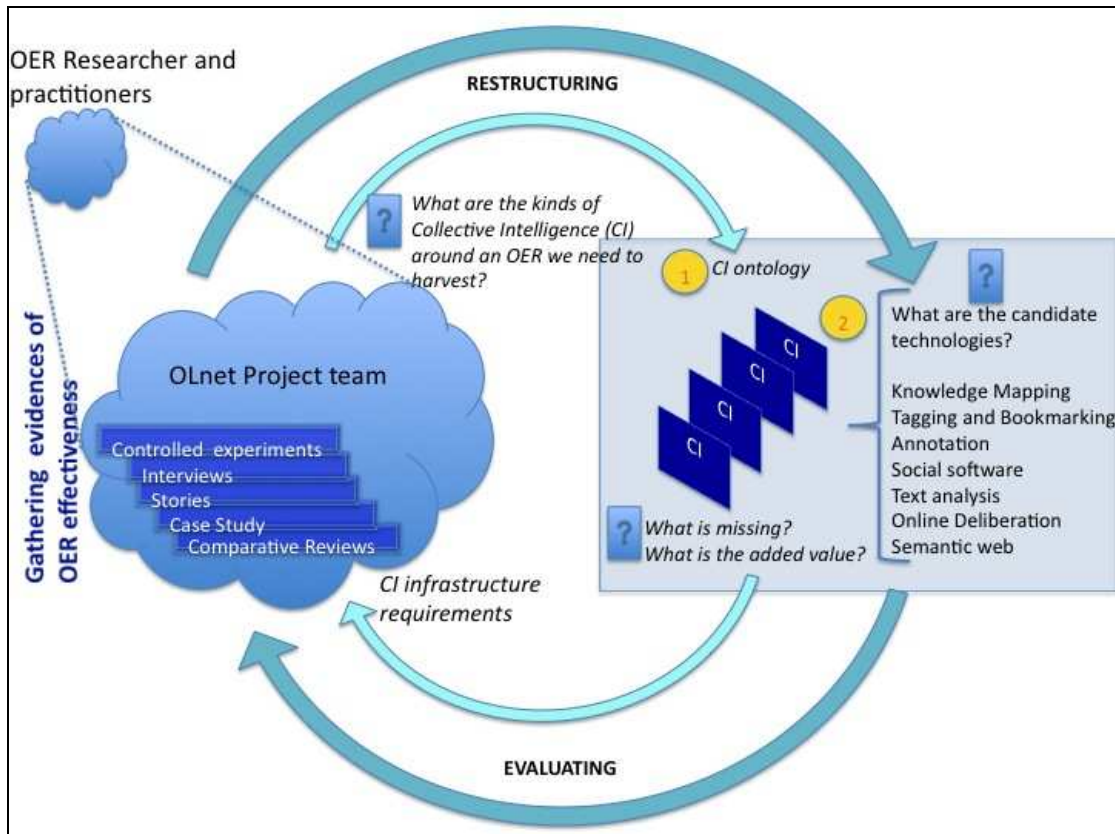 OER Researcher and
practitioners
RESTRUCTURING
?
What are the kinds of
Collective Intelligence (CI)
around an OER we need to
harvest?
Gathering evidences of
OER effectiveness
OLnet Project team
Controlled experiments
Interviews
Stories
Case Study
Comparative Reviews
1
CI ontology
2
CI
CI
CI
CI
?
What are the candidate
technologies?
Knowledge Mapping
Tagging and Bookmarking
Annotation
Social software
Text analysis
Online Deliberation
Semantic web
?
What is missing?
What is the added value?
CI infrastructure
requirements
EVALUATING